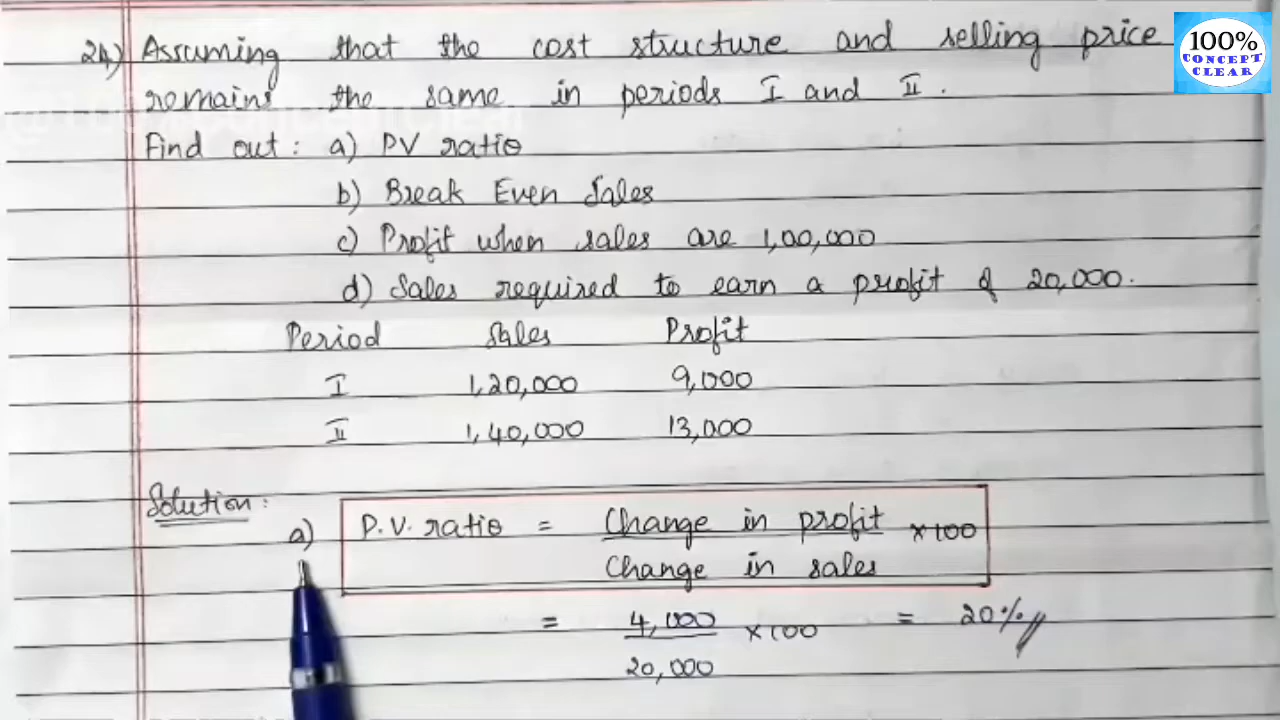 100%
CONCEPT
CLEAR
24) Assuming that the cost structure and selling price
remains the same in periods I and II.
Find out: a) PV ratio
b) Break Even Sales
c) Profit when sales are 1,00,000
d) Sales required to earn a profit of 20,000.
Period Sales Profit
I 1,20,000 9,000
II 1,40,000 13,000
Solution:
a) P.V. ratio = Change in profit × 100
Change in sales
= 4,000 × 100 = 20%
20,000